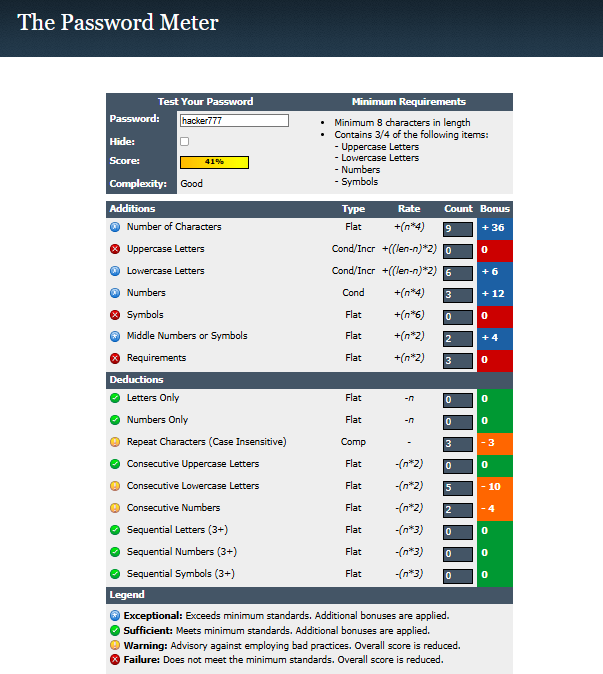 The Password Meter
Test Your Password Minimum Requirements
Password: hacker777
Hide:
Score: 41%
Complexity: Good
• Minimum 8 characters in length
• Contains 3/4 of the following items:
- Uppercase Letters
- Lowercase Letters
- Numbers
- Symbols
Additions Type Rate Count Bonus
Number of Characters Flat +(n*4) 9 + 36
Uppercase Letters Cond/Incr +((len-n)*2) 0 0
Lowercase Letters Cond/Incr +((len-n)*2) 6 + 6
Numbers Cond +(n*4) 3 + 12
Symbols Flat +(n*6) 0 0
Middle Numbers or Symbols Flat +(n*2) 2 + 4
Requirements Flat +(n*2) 3 0
Deductions
Letters Only Flat -n 0 0
Numbers Only Flat -n 0 0
Repeat Characters (Case Insensitive) Comp - 3 - 3
Consecutive Uppercase Letters Flat -(n*2) 0 0
Consecutive Lowercase Letters Flat -(n*2) 5 - 10
Consecutive Numbers Flat -(n*2) 2 - 4
Sequential Letters (3+) Flat -(n*3) 0 0
Sequential Numbers (3+) Flat -(n*3) 0 0
Sequential Symbols (3+) Flat -(n*3) 0 0
Legend
Exceptional: Exceeds minimum standards. Additional bonuses are applied.
Sufficient: Meets minimum standards. Additional bonuses are applied.
Warning: Advisory against employing bad practices. Overall score is reduced.
Failure: Does not meet the minimum standards. Overall score is reduced.